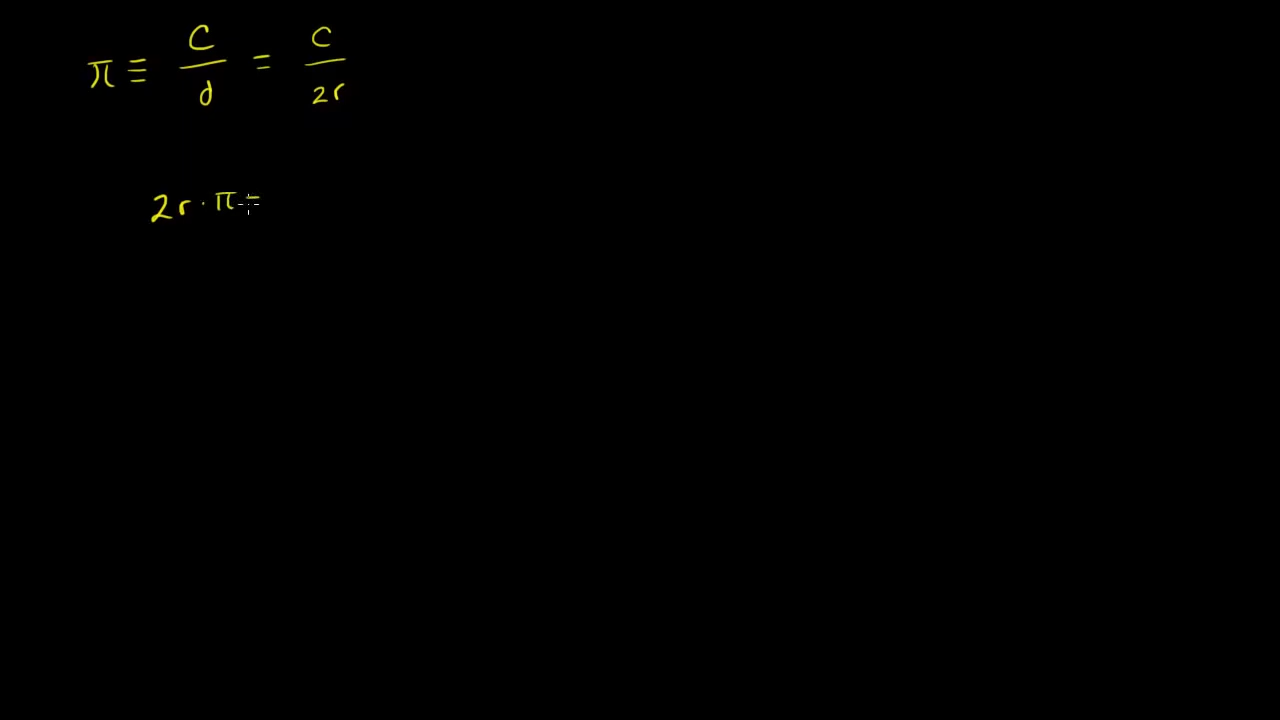 π ≡ C/d = C/2r
2r · π =